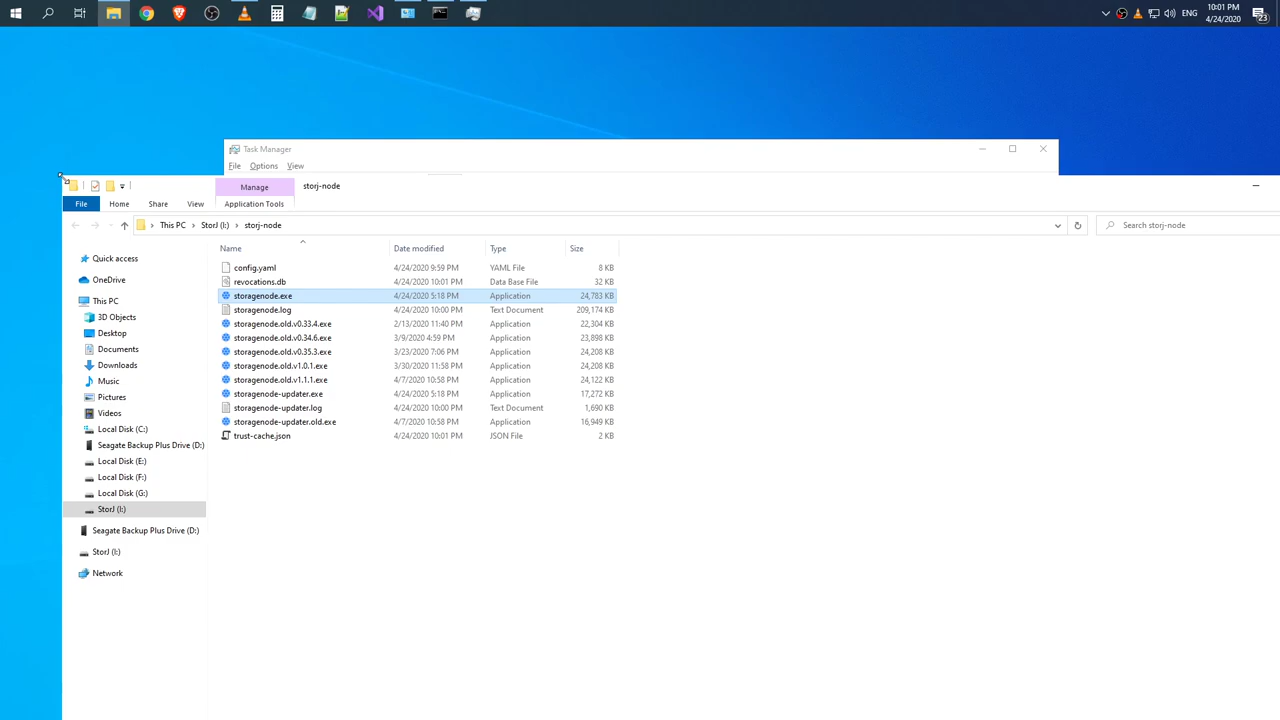 ENG
10:01 PM
4/24/2020
23
Task Manager
File Options View
Manage
storj-node
File Home Share View Application Tools
This PC StorJ (I:) storj-node
Search storj-node
Name Date modified Type Size
Quick access
OneDrive
This PC
3D Objects
Desktop
Documents
Downloads
Music
Pictures
Videos
Local Disk (C:)
Seagate Backup Plus Drive (D:)
Local Disk (E:)
Local Disk (F:)
Local Disk (G:)
StorJ (I:)
Seagate Backup Plus Drive (D:)
StorJ (I:)
Network
config.yaml 4/24/2020 9:59 PM YAML File 8 KB
revocations.db 4/24/2020 10:01 PM Data Base File 32 KB
storagenode.exe 4/24/2020 5:18 PM Application 24,783 KB
storagenode.log 4/24/2020 10:00 PM Text Document 209,174 KB
storagenode.old.v0.33.4.exe 2/13/2020 11:40 PM Application 22,304 KB
storagenode.old.v0.34.6.exe 3/9/2020 4:59 PM Application 23,898 KB
storagenode.old.v0.35.3.exe 3/23/2020 7:06 PM Application 24,208 KB
storagenode.old.v1.0.1.exe 3/30/2020 11:58 PM Application 24,208 KB
storagenode.old.v1.1.1.exe 4/7/2020 10:58 PM Application 24,122 KB
storagenode-updater.exe 4/24/2020 5:18 PM Application 17,272 KB
storagenode-updater.log 4/24/2020 10:00 PM Text Document 1,690 KB
storagenode-updater.old.exe 4/7/2020 10:58 PM Application 16,949 KB
trust-cache.json 4/24/2020 10:01 PM JSON File 2 KB